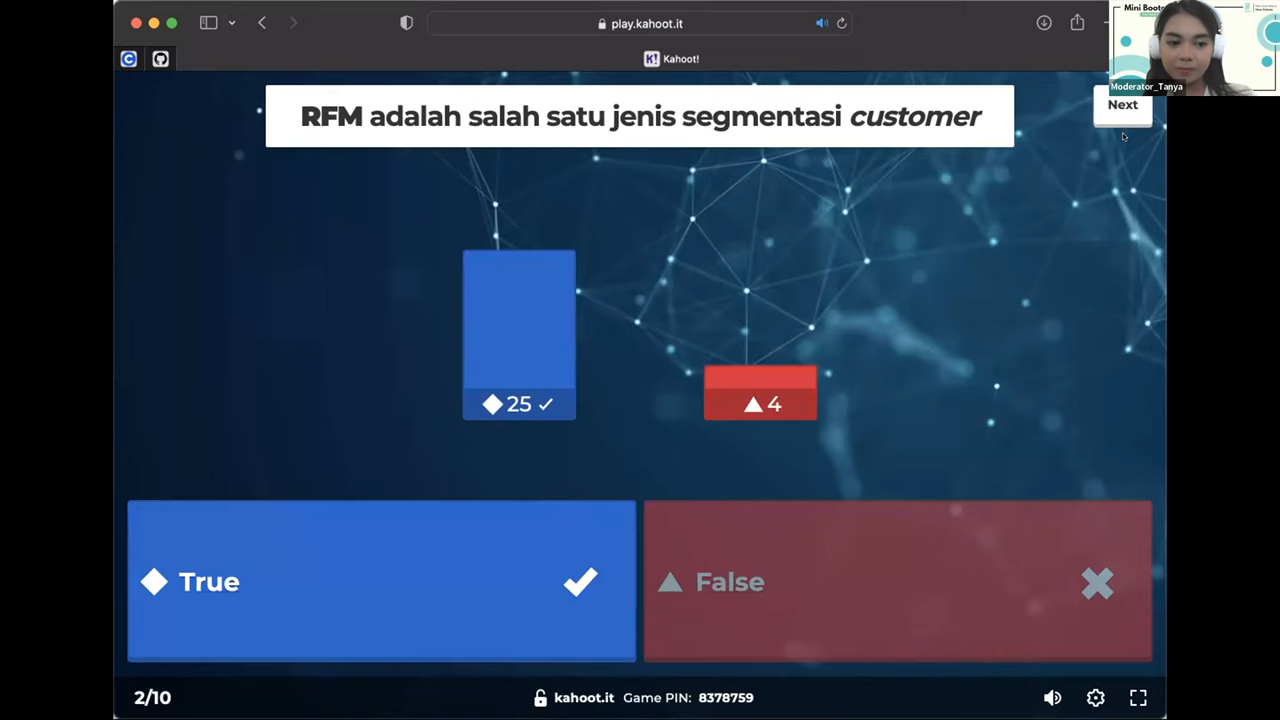 play.kahoot.it
K! Kahoot!
Mini Boots
Moderator_Tanya
Next
RFM adalah salah satu jenis segmentasi customer
25
4
True
False
2/10
kahoot.it Game PIN: 8378759